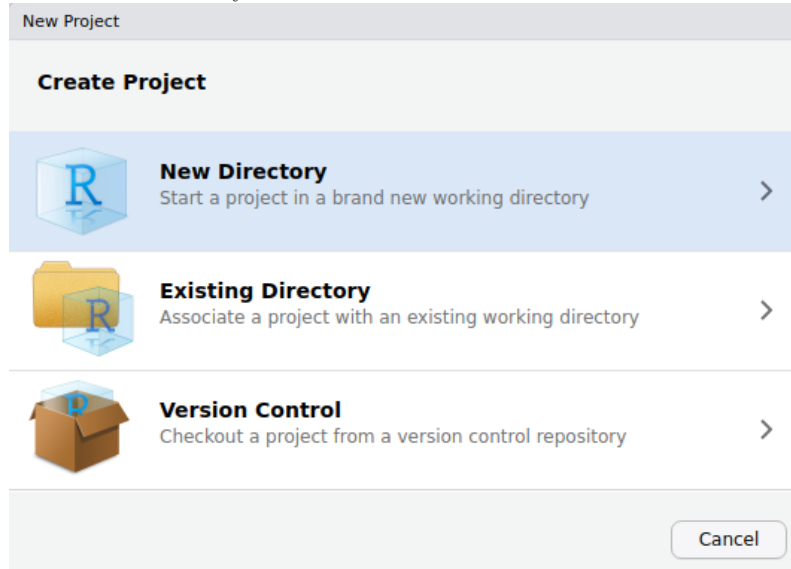 New Project
Create Project
New Directory
Start a project in a brand new working directory
Existing Directory
Associate a project with an existing working directory
Version Control
Checkout a project from a version control repository
Cancel